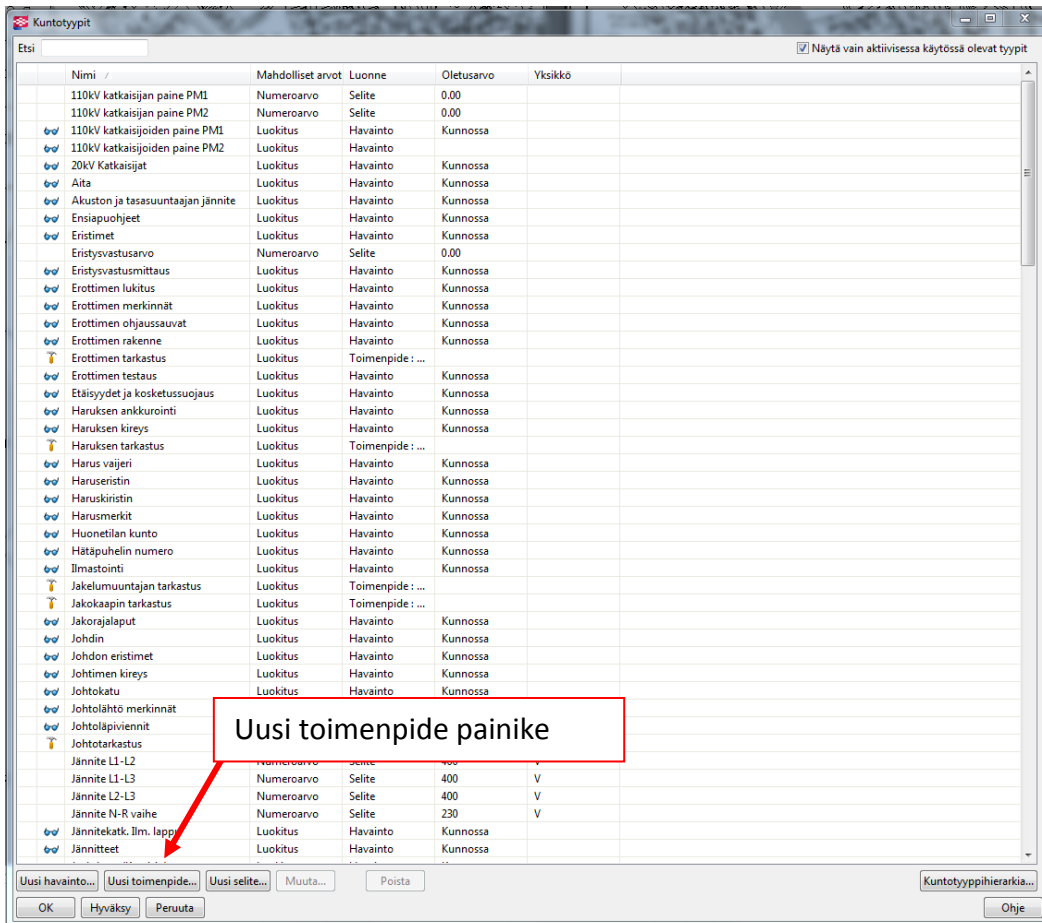 Kuntotyypit
Etsi Näytä vain aktiivisessa käytössä olevat tyypit
Nimi Mahdolliset arvot Luonne Oletusarvo Yksikkö
110kV katkaisijan paine PM1 Numeroarvo Selite 0.00
110kV katkaisijan paine PM2 Numeroarvo Selite 0.00
110kV katkaisijoiden paine PM1 Luokitus Havainto Kunnossa
110kV katkaisijoiden paine PM2 Luokitus Havainto
20kV Katkaisijat Luokitus Havainto Kunnossa
Aita Luokitus Havainto Kunnossa
Akuston ja tasasuuntaajan jännite Luokitus Havainto Kunnossa
Ensiapuohjeet Luokitus Havainto Kunnossa
Eristimet Luokitus Havainto Kunnossa
Eristysvastusarvo Numeroarvo Selite 0.00
Eristysvastusmittaus Luokitus Havainto Kunnossa
Erottimen lukitus Luokitus Havainto Kunnossa
Erottimen merkinnät Luokitus Havainto Kunnossa
Erottimen ohjaussauvat Luokitus Havainto Kunnossa
Erottimen rakenne Luokitus Havainto Kunnossa
Erottimen tarkastus Luokitus Toimenpide : ...
Erottimen testaus Luokitus Havainto Kunnossa
Etäisyydet ja kosketussuojaus Luokitus Havainto Kunnossa
Haruksen ankkurointi Luokitus Havainto Kunnossa
Haruksen kireys Luokitus Havainto Kunnossa
Haruksen tarkastus Luokitus Toimenpide : ...
Harus vaijeri Luokitus Havainto Kunnossa
Haruseristin Luokitus Havainto Kunnossa
Haruskiristin Luokitus Havainto Kunnossa
Harusmerkit Luokitus Havainto Kunnossa
Huonetilan kunto Luokitus Havainto Kunnossa
Hätäpuhelin numero Luokitus Havainto Kunnossa
Ilmastointi Luokitus Havainto Kunnossa
Jakelumuuntajan tarkastus Luokitus Toimenpide : ...
Jakokaapin tarkastus Luokitus Toimenpide : ...
Jakorajalaput Luokitus Havainto Kunnossa
Johdin Luokitus Havainto Kunnossa
Johdon eristimet Luokitus Havainto Kunnossa
Johtimen kireys Luokitus Havainto Kunnossa
Johtokatu Luokitus Havainto Kunnossa
Johtolähtö merkinnät
Johtoläpiviennit
Uusi toimenpide painike
Johtotarkastus
Jännite L1-L2 Numeroarvo Selite 400 V
Jännite L1-L3 Numeroarvo Selite 400 V
Jännite L2-L3 Numeroarvo Selite 400 V
Jännite N-R vaihe Numeroarvo Selite 230 V
Jännitekatk. Ilm. lappu Luokitus Havainto Kunnossa
Jännitteet Luokitus Havainto Kunnossa
Uusi havainto... Uusi toimenpide... Uusi selite... Muuta... Poista Kuntotyyppihierarkia...
OK Hyväksy Peruuta Ohje